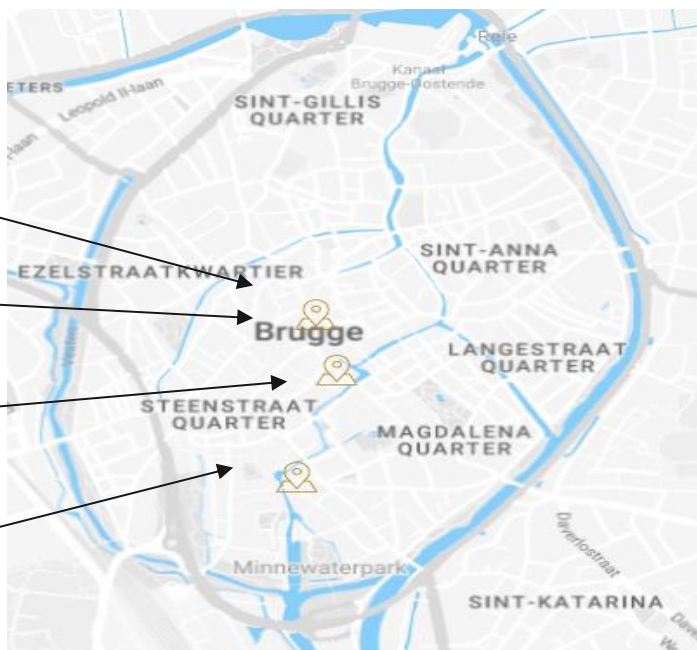 Reie
Kanaal
Brugge-Oostende
ETERS
Leopold II-laan
SINT-GILLIS
QUARTER
-Haan
SINT-ANNA
QUARTER
EZELSTRAATKWARTIER
Brugge
LANGESTRAAT
QUARTER
STEENSTRAAT
QUARTER
MAGDALENA
QUARTER
Minnewaterpark
Daverlostraat
SINT-KATARINA